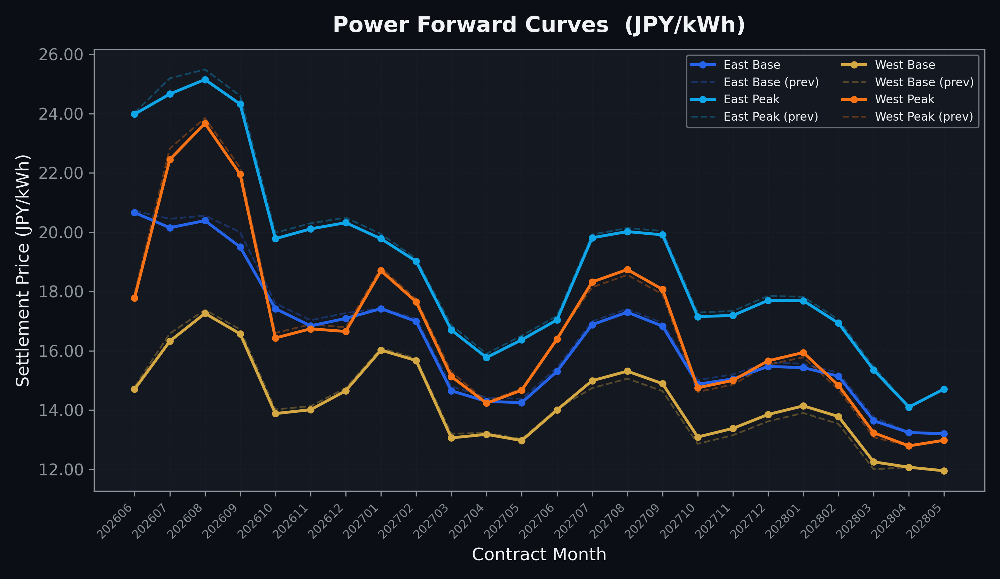 Power Forward Curves  (JPY/kWh)
26.00
24.00
22.00
20.00
18.00
16.00
14.00
12.00
Settlement Price (JPY/kWh)
East Base
East Base (prev)
East Peak
East Peak (prev)
West Base
West Base (prev)
West Peak
West Peak (prev)
202606
202607
202608
202609
202610
202611
202612
202701
202702
202703
202704
202705
202706
202707
202708
202709
202710
202711
202712
202801
202802
202803
202804
202805
Contract Month